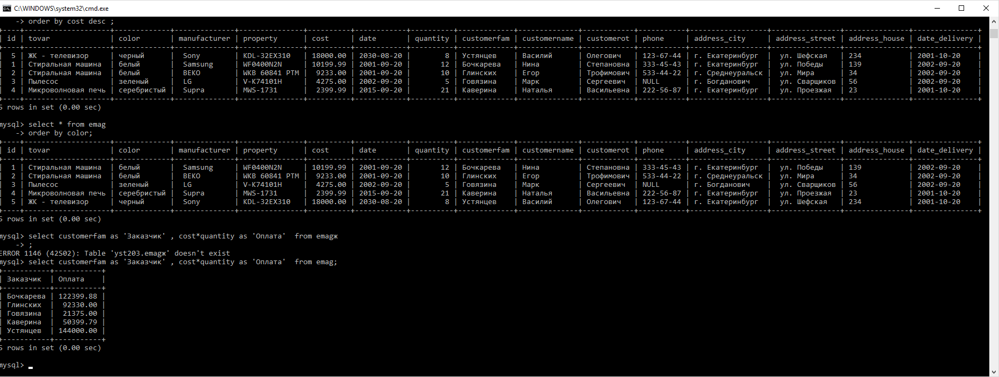 C:\WINDOWS\system32\cmd.exe
-> order by cost desc ;
| id | tovar | color | manufacturer | property | cost | date | quantity | customerfam | customername | customerot | phone | address_city | address_street | address_house | date_delivery |
| 5 | ЖК - телевизор | черный | Sony | KDL-32EX310 | 18000.00 | 2030-08-20 | 8 | Устянцев | Василий | Олегович | 123-67-44 | г. Екатеринбург | ул. Шефская | 234 | 2001-10-20 |
| 1 | Стиральная машина | белый | Samsung | WF0400N2N | 10199.99 | 2001-09-20 | 12 | Бочкарева | Нина | Степановна | 333-45-43 | г. Екатеринбург | ул. Победы | 139 | 2002-09-20 |
| 2 | Стиральная машина | белый | BEKO | WKB 60841 PTM | 9233.00 | 2001-09-20 | 10 | Глинских | Егор | Трофимович | 533-44-22 | г. Среднеуральск | ул. Мира | 34 | 2002-09-20 |
| 3 | Пылесос | зеленый | LG | V-K74101H | 4275.00 | 2002-09-20 | 5 | Говязина | Марк | Сергеевич | NULL | г. Богданович | ул. Сварщиков | 56 | 2002-09-20 |
| 4 | Микроволновая печь | серебристый | Supra | MWS-1731 | 2399.99 | 2015-09-20 | 21 | Каверина | Наталья | Васильевна | 222-56-87 | г. Екатеринбург | ул. Проезжая | 23 | 2001-10-20 |
5 rows in set (0.00 sec)
mysql> select * from emag
-> order by color;
| id | tovar | color | manufacturer | property | cost | date | quantity | customerfam | customername | customerot | phone | address_city | address_street | address_house | date_delivery |
| 1 | Стиральная машина | белый | Samsung | WF0400N2N | 10199.99 | 2001-09-20 | 12 | Бочкарева | Нина | Степановна | 333-45-43 | г. Екатеринбург | ул. Победы | 139 | 2002-09-20 |
| 2 | Стиральная машина | белый | BEKO | WKB 60841 PTM | 9233.00 | 2001-09-20 | 10 | Глинских | Егор | Трофимович | 533-44-22 | г. Среднеуральск | ул. Мира | 34 | 2002-09-20 |
| 3 | Пылесос | зеленый | LG | V-K74101H | 4275.00 | 2002-09-20 | 5 | Говязина | Марк | Сергеевич | NULL | г. Богданович | ул. Сварщиков | 56 | 2002-09-20 |
| 4 | Микроволновая печь | серебристый | Supra | MWS-1731 | 2399.99 | 2015-09-20 | 21 | Каверина | Наталья | Васильевна | 222-56-87 | г. Екатеринбург | ул. Проезжая | 23 | 2001-10-20 |
| 5 | ЖК - телевизор | черный | Sony | KDL-32EX310 | 18000.00 | 2030-08-20 | 8 | Устянцев | Василий | Олегович | 123-67-44 | г. Екатеринбург | ул. Шефская | 234 | 2001-10-20 |
5 rows in set (0.00 sec)
mysql> select customerfam as 'Заказчик' , cost*quantity as 'Оплата'  from emagж
-> ;
ERROR 1146 (42S02): Table 'yst203.emagж' doesn't exist
mysql> select customerfam as 'Заказчик' , cost*quantity as 'Оплата'  from emag;
| Заказчик | Оплата |
| Бочкарева | 122399.88 |
| Глинских | 92330.00 |
| Говязина | 21375.00 |
| Каверина | 50399.79 |
| Устянцев | 144000.00 |
5 rows in set (0.00 sec)
mysql>